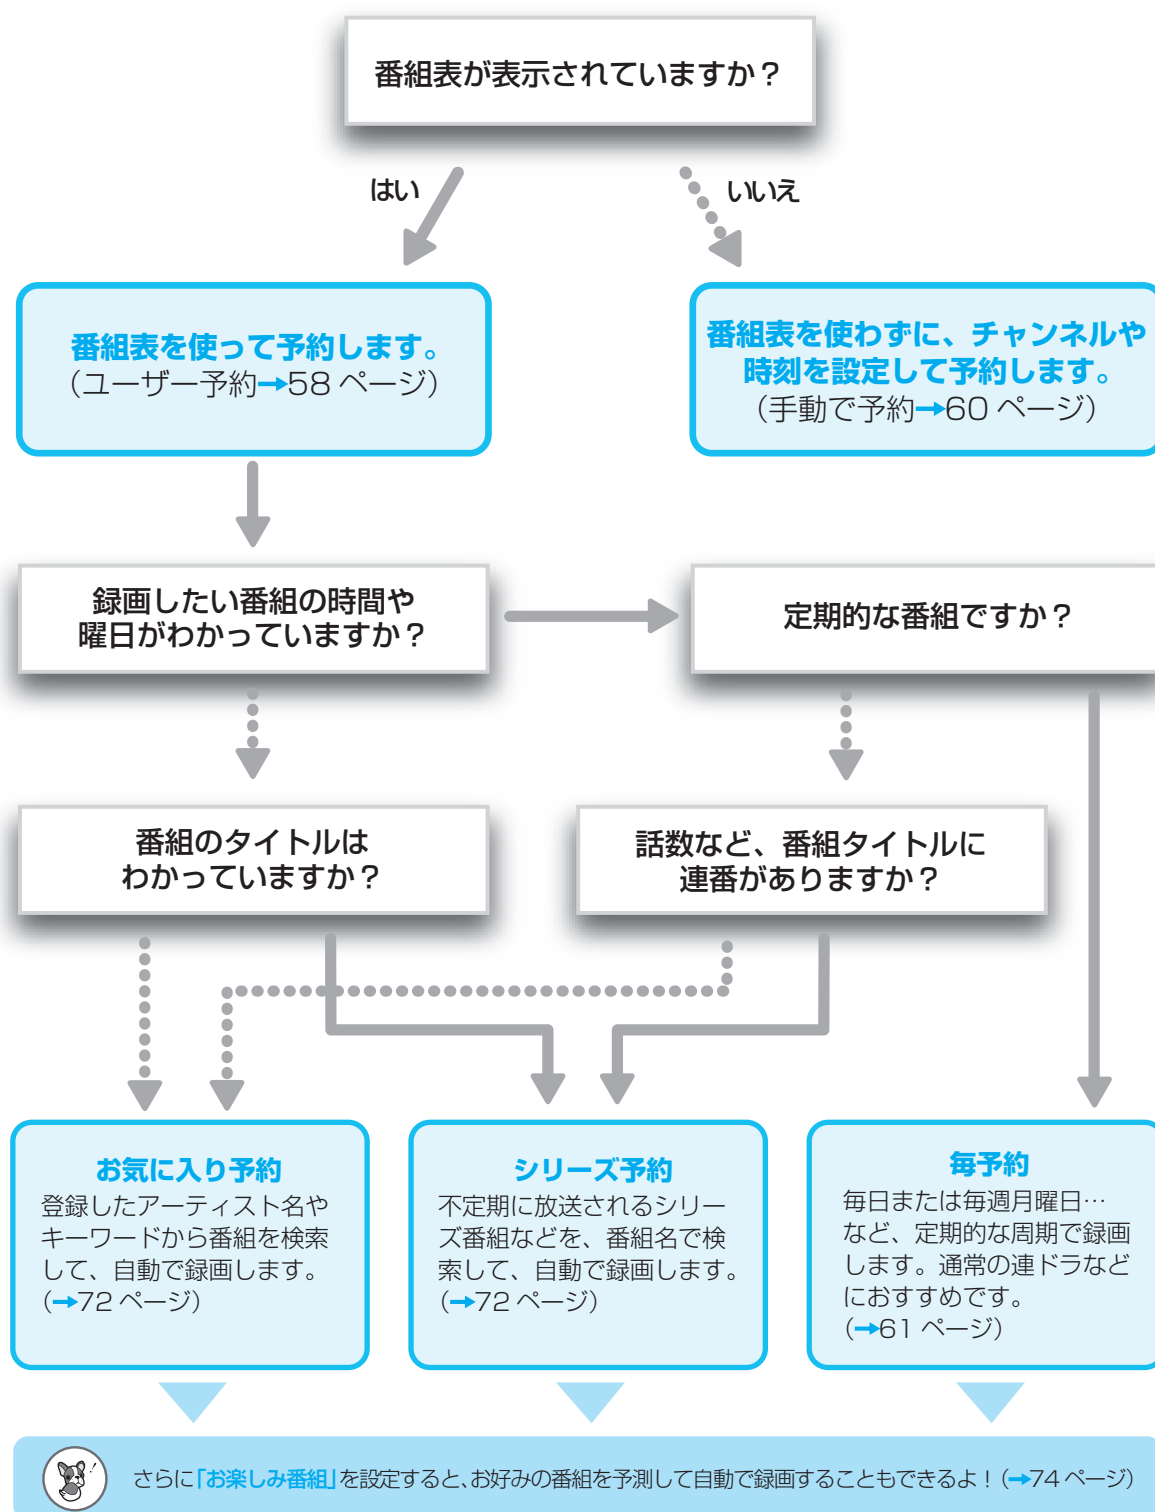 番組表が表示されていますか？
はい
いいえ
番組表を使って予約します。
（ユーザー予約→58 ページ）
番組表を使わずに、チャンネルや
時刻を設定して予約します。
（手動で予約→60 ページ）
録画したい番組の時間や
曜日がわかっていますか？
定期的な番組ですか？
番組のタイトルは
わかっていますか？
話数など、番組タイトルに
連番がありますか？
お気に入り予約
登録したアーティスト名や
キーワードから番組を検索
して、自動で録画します。
（→72 ページ）
シリーズ予約
不定期に放送されるシリー
ズ番組などを、番組名で検
索して、自動で録画します。
（→72 ページ）
毎予約
毎日または毎週月曜日…
など、定期的な周期で録画
します。通常の連ドラなど
におすすめです。
（→61 ページ）
さらに「お楽しみ番組」を設定すると、お好みの番組を予測して自動で録画することもできるよ！（→74 ページ）